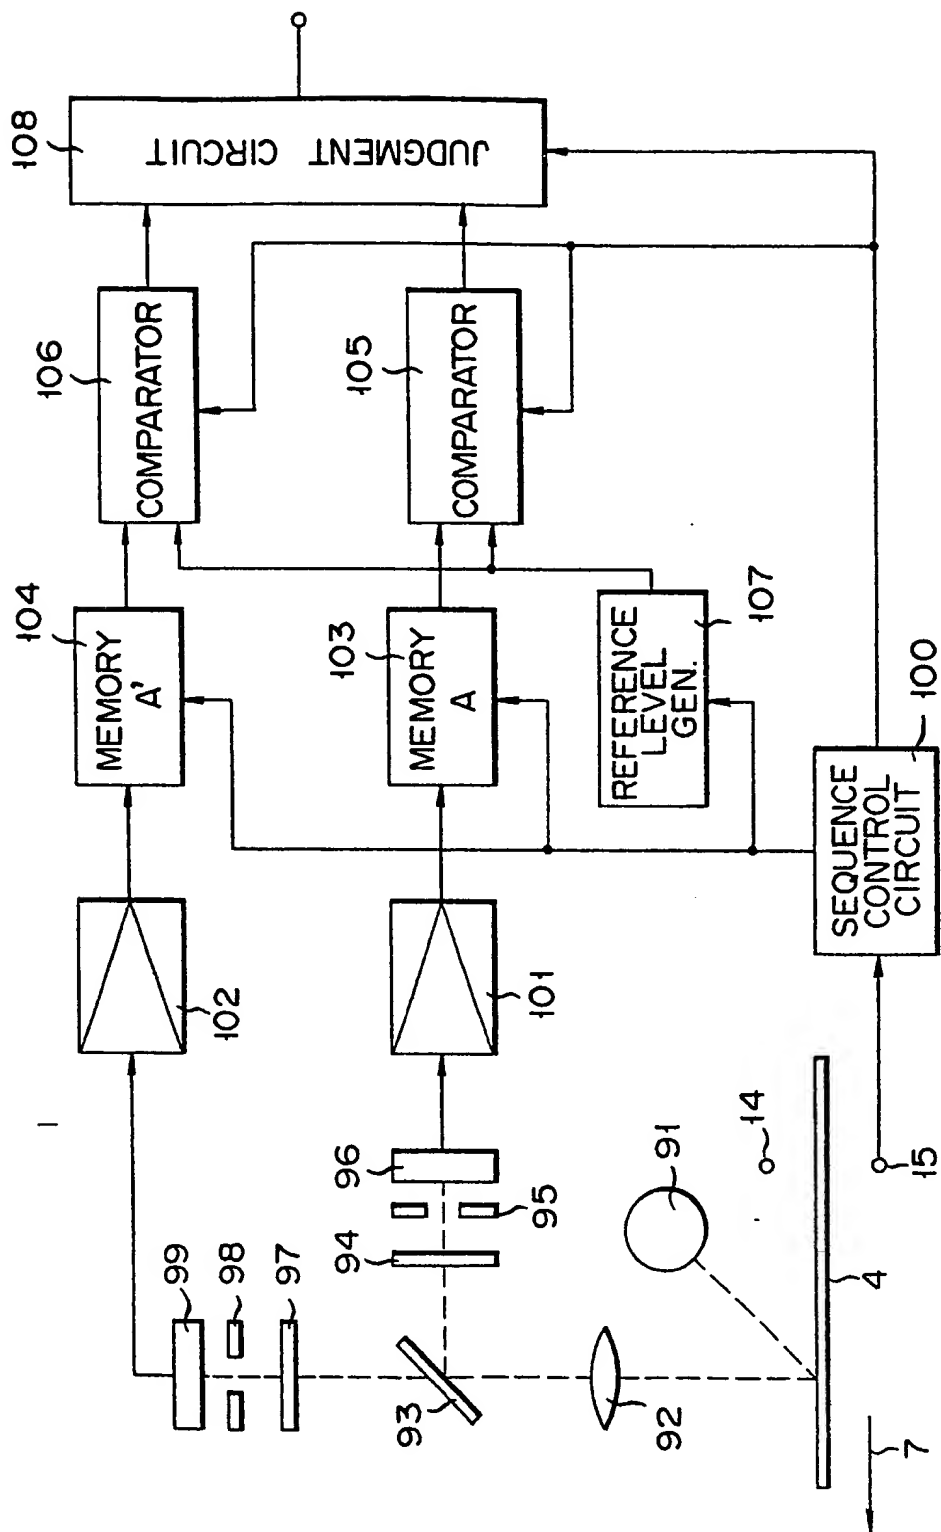 108
JUDGMENT CIRCUIT
106
COMPARATOR
105
COMPARATOR
104
MEMORY
A'
103
MEMORY
A
107
REFERENCE
LEVEL
GEN.
100
SEQUENCE
CONTROL
CIRCUIT
102
101
99
98
97
96
95
94
93
92
91
14
15
4
7